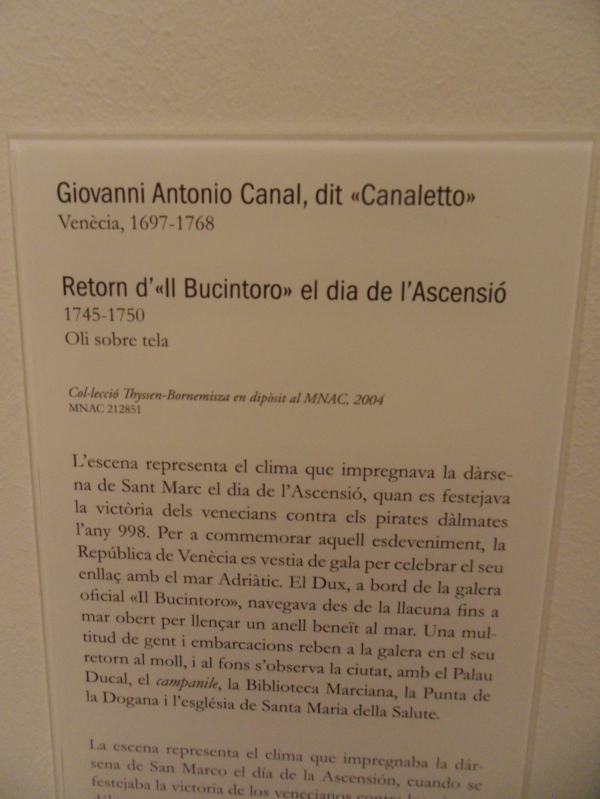 Giovanni Antonio Canal, dit «Canaletto»
Venècia, 1697-1768
Retorn d'«Il Bucintoro» el dia de l'Ascensió
1745-1750
Oli sobre tela
Col·lecció Thyssen-Bornemisza en dipòsit al MNAC, 2004
MNAC 212851
L'escena representa el clima que impregnava la dàrse-
na de Sant Marc el dia de l'Ascensió, quan es festejava
la victòria dels venecians contra els pirates dàlmates
l'any 998. Per a commemorar aquell esdeveniment, la
República de Venècia es vestia de gala per celebrar el seu
enllaç amb el mar Adriàtic. El Dux, a bord de la galera
oficial «Il Bucintoro», navegava des de la llacuna fins a
mar obert per llençar un anell beneït al mar. Una mul-
titud de gent i embarcacions reben a la galera en el seu
retorn al moll, i al fons s'observa la ciutat, amb el Palau
Ducal, el campanile, la Biblioteca Marciana, la Punta de
la Dogana i l'església de Santa Maria della Salute.
La escena representa el clima que impregnaba la dár-
sena de San Marco el día de la Ascensión, cuando se
festejaba la victoria de los venecianos contra